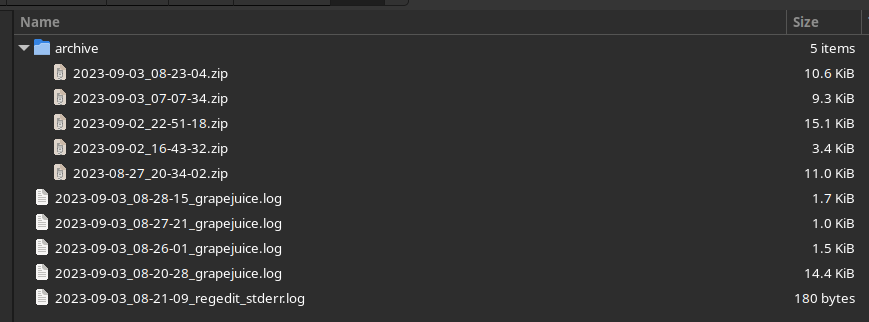 Name Size
archive 5 items
2023-09-03_08-23-04.zip 10.6 KiB
2023-09-03_07-07-34.zip 9.3 KiB
2023-09-02_22-51-18.zip 15.1 KiB
2023-09-02_16-43-32.zip 3.4 KiB
2023-08-27_20-34-02.zip 11.0 KiB
2023-09-03_08-28-15_grapejuice.log 1.7 KiB
2023-09-03_08-27-21_grapejuice.log 1.0 KiB
2023-09-03_08-26-01_grapejuice.log 1.5 KiB
2023-09-03_08-20-28_grapejuice.log 14.4 KiB
2023-09-03_08-21-09_regedit_stderr.log 180 bytes